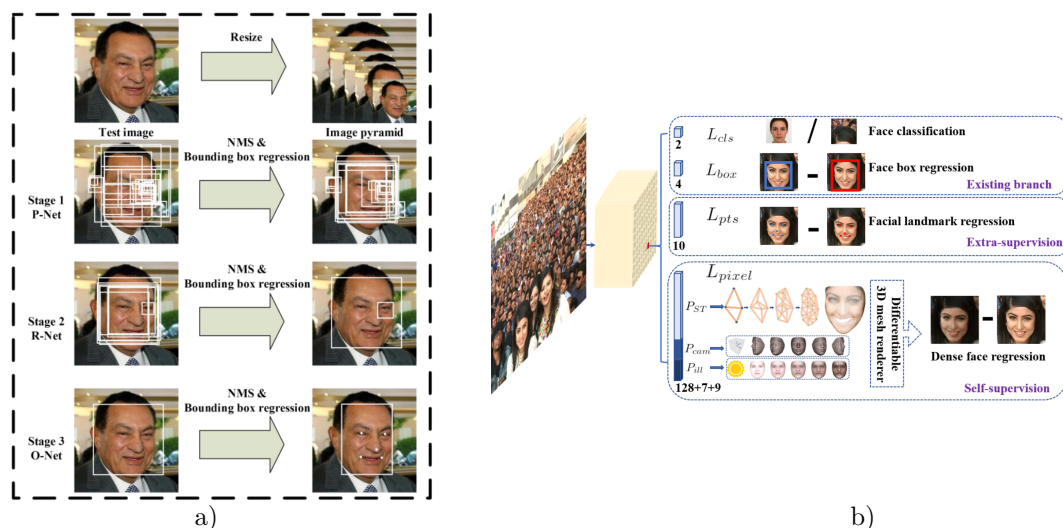 Resize
Test image
Image pyramid
NMS &
Bounding box regression
Stage 1
P-Net
NMS &
Bounding box regression
Stage 2
R-Net
NMS &
Bounding box regression
Stage 3
O-Net
a)
2
L_cls
/
Face classification
4
L_box
-
Face box regression
Existing branch
10
L_pts
-
Facial landmark regression
Extra-supervision
L_pixel
P_ST
P_cam
P_ill
128+7+9
Differentiable
3D mesh renderer
-
Dense face regression
Self-supervision
b)